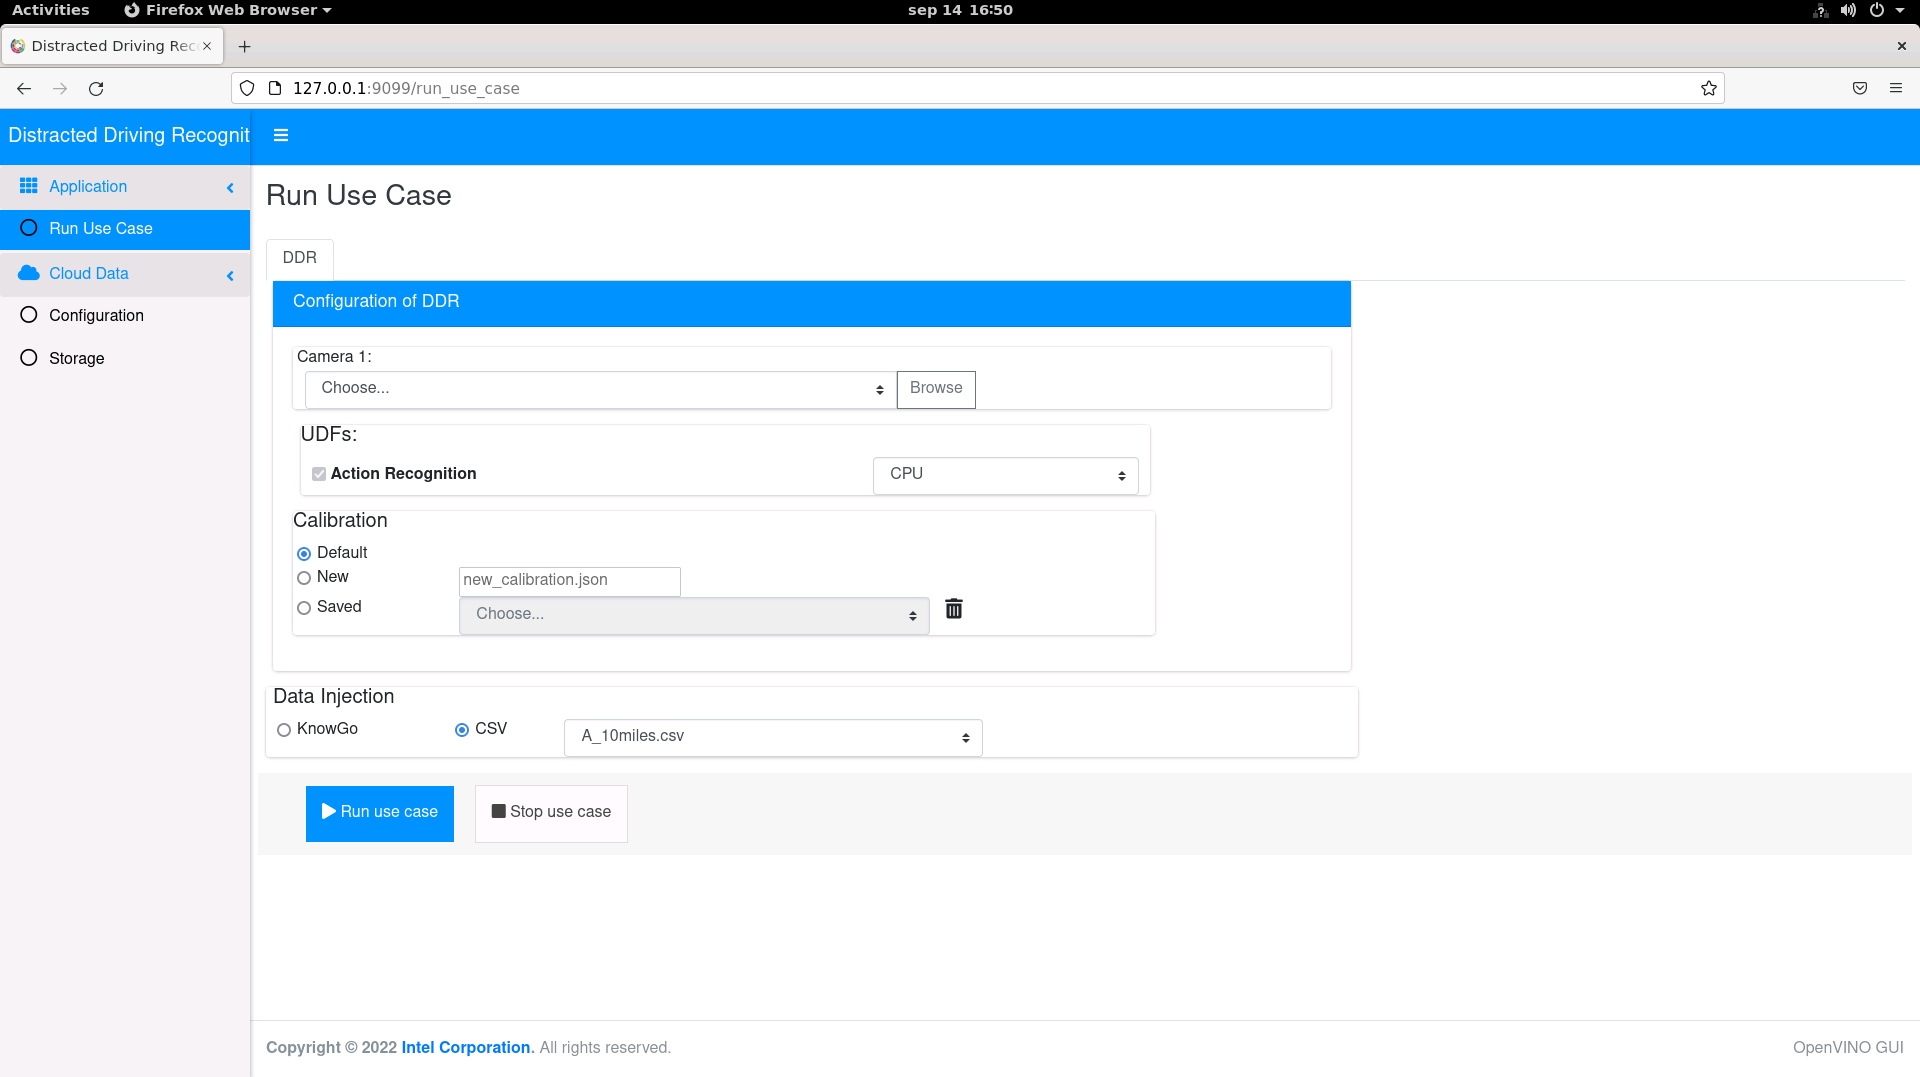 Activities Firefox Web Browser sep 14 16:50
Distracted Driving Rec
127.0.0.1:9099/run_use_case
Distracted Driving Recognit
Application
Run Use Case
Cloud Data
Configuration
Storage
Run Use Case
DDR
Configuration of DDR
Camera 1:
Choose... Browse
UDFs:
Action Recognition CPU
Calibration
Default
New new_calibration.json
Saved Choose...
Data Injection
KnowGo CSV A_10miles.csv
Run use case Stop use case
Copyright © 2022 Intel Corporation. All rights reserved. OpenVINO GUI